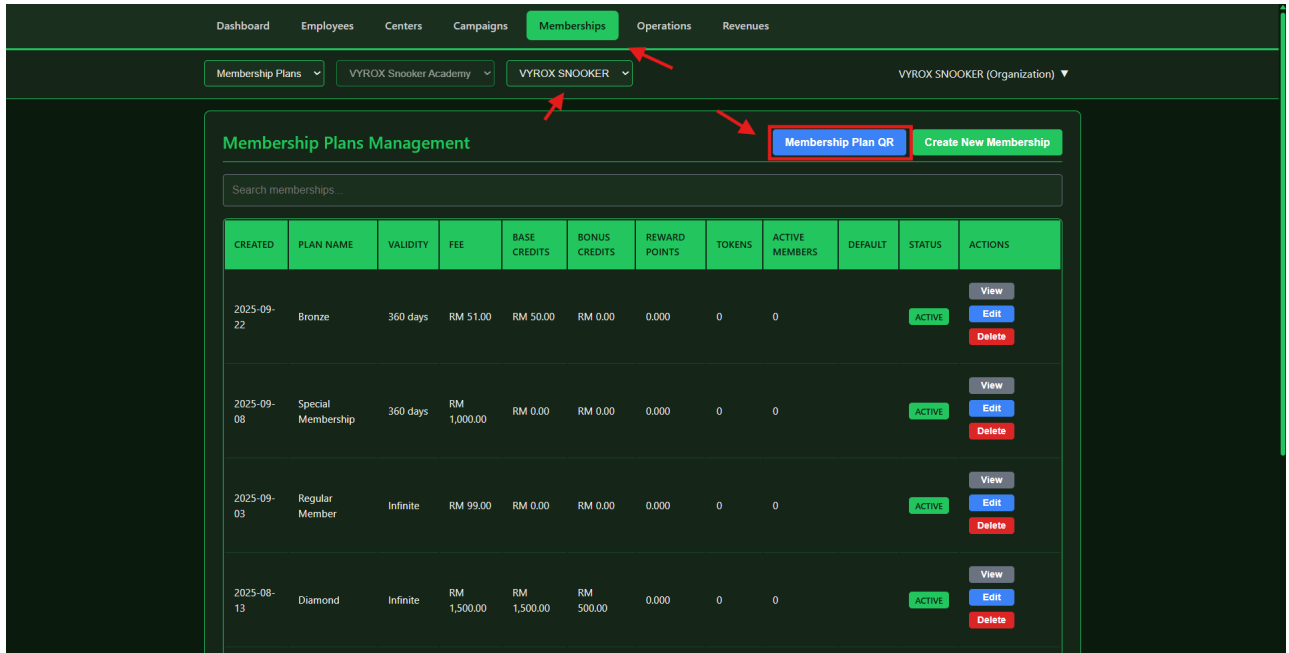 Dashboard Employees Centers Campaigns Memberships Operations Revenues
Membership Plans VYROX Snooker Academy VYROX SNOOKER VYROX SNOOKER (Organization) ▼
Membership Plans Management Membership Plan QR Create New Membership
Search memberships...
CREATED PLAN NAME VALIDITY FEE BASE CREDITS BONUS CREDITS REWARD POINTS TOKENS ACTIVE MEMBERS DEFAULT STATUS ACTIONS
2025-09-22 Bronze 360 days RM 51.00 RM 50.00 RM 0.00 0.000 0 0 ACTIVE View Edit Delete
2025-09-08 Special Membership 360 days RM 1,000.00 RM 0.00 RM 0.00 0.000 0 0 ACTIVE View Edit Delete
2025-09-03 Regular Member Infinite RM 99.00 RM 0.00 RM 0.00 0.000 0 0 ACTIVE View Edit Delete
2025-08-13 Diamond Infinite RM 1,500.00 RM 1,500.00 RM 500.00 0.000 0 0 ACTIVE View Edit Delete